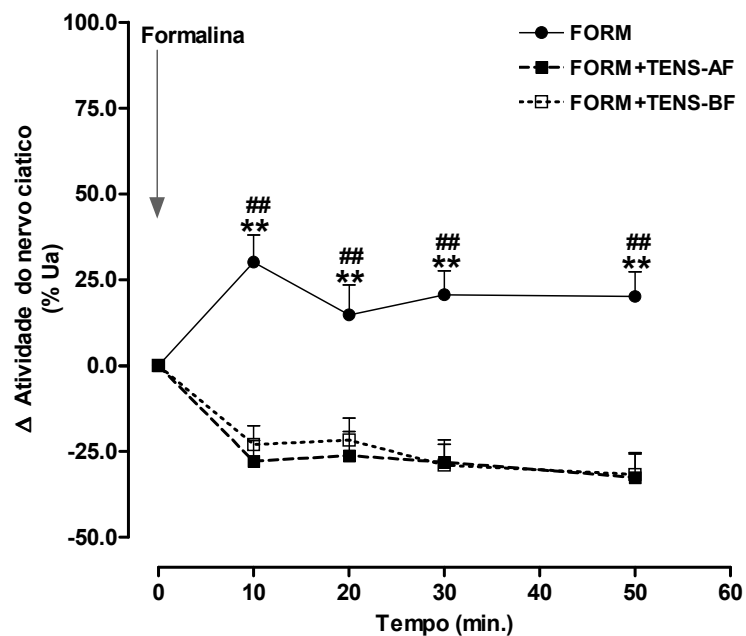 100.0
Formalina
FORM
FORM+TENS-AF
FORM+TENS-BF
75.0
50.0
25.0
0.0
-25.0
-50.0
##
**
##
**
##
**
##
**
Δ Atividade do nervo ciatico
(% Ua)
0 10 20 30 40 50 60
Tempo (min.)